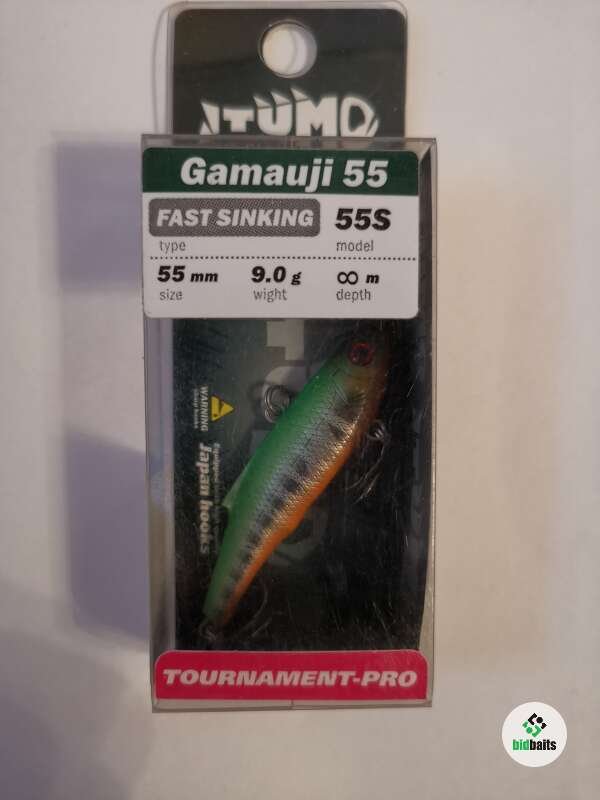 ITUMO
Gamauji 55
FAST SINKING 55S
type model
55 mm 9.0 g ∞ m
size wight depth
WARNING
Japan hooks
TOURNAMENT-PRO
bidbaits